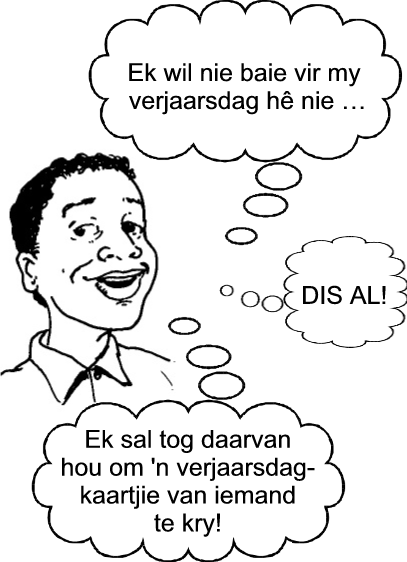 Ek wil nie baie vir my
verjaarsdag hê nie …
DIS AL!
Ek sal tog daarvan
hou om 'n verjaarsdag-
kaartjie van iemand
te kry!